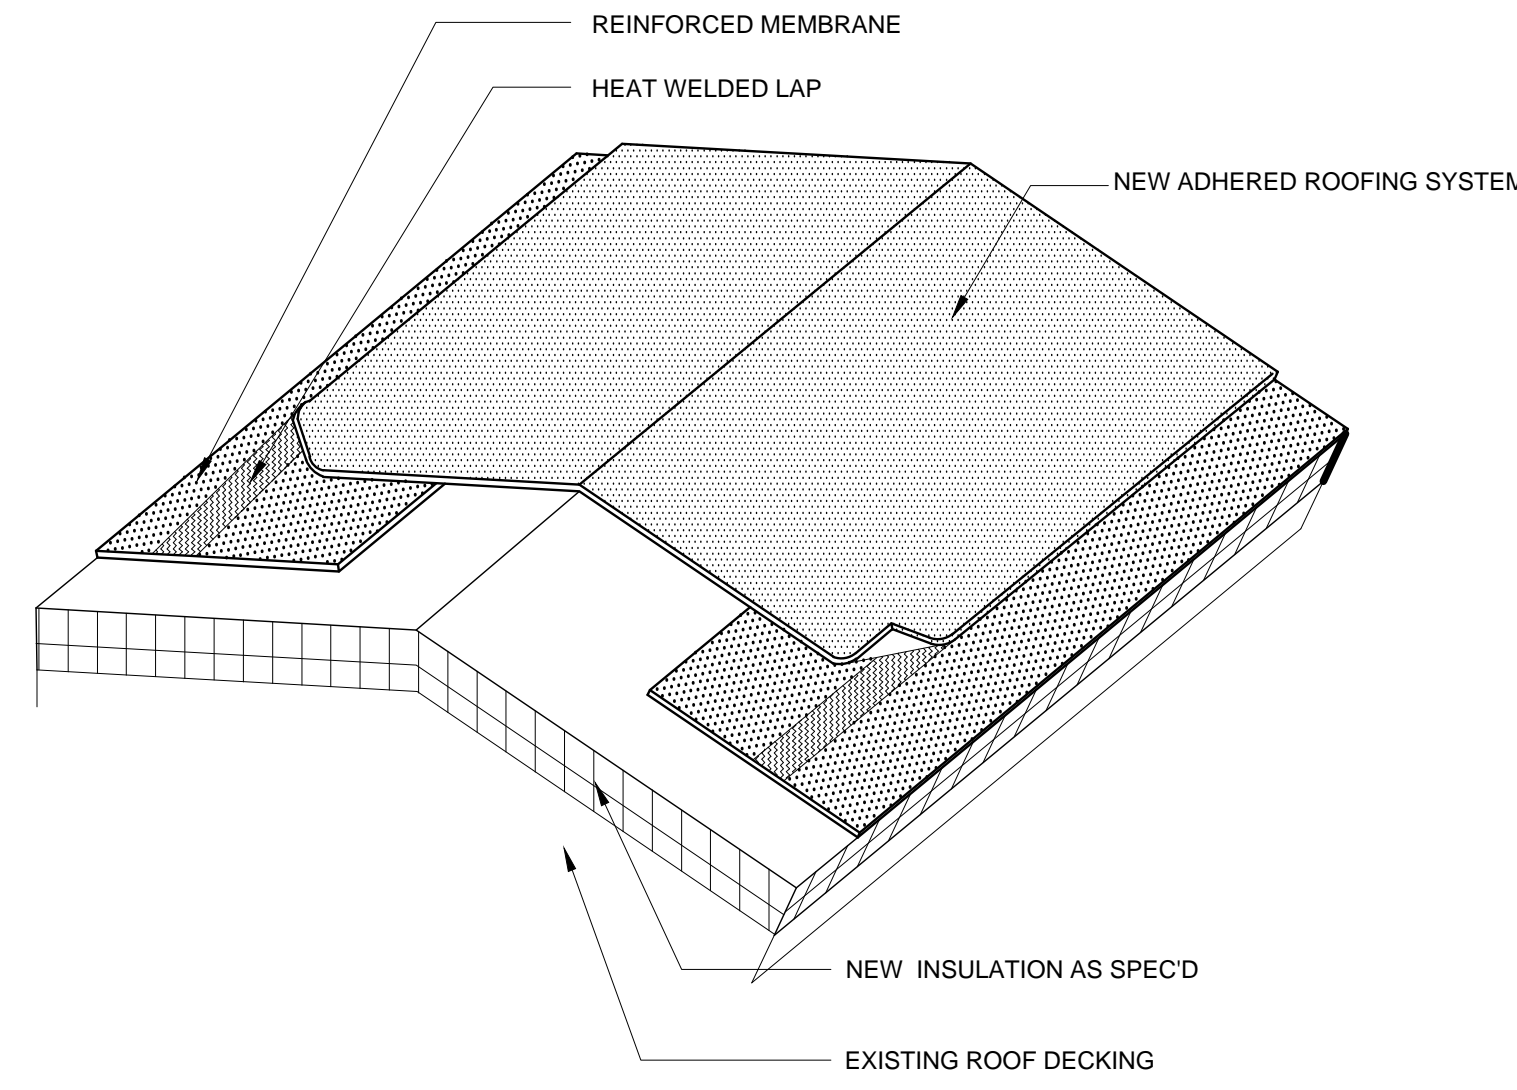 REINFORCED MEMBRANE
HEAT WELDED LAP
NEW ADHERED ROOFING SYSTEM
NEW  INSULATION AS SPEC'D
EXISTING ROOF DECKING